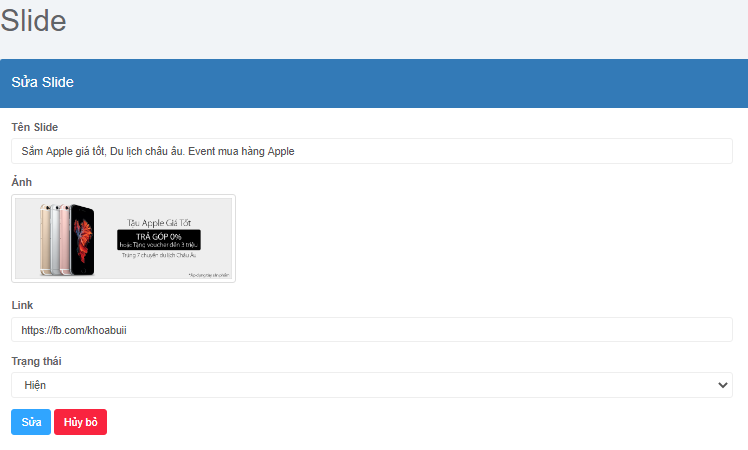 Slide
Sửa Slide
Tên Slide
Sắm Apple giá tốt, Du lịch châu âu. Event mua hàng Apple
Ảnh
Tậu Apple Giá Tốt
TRẢ GÓP 0%
hoặc Tặng voucher đến 3 triệu
Trúng 7 chuyến du lịch Châu Âu
Link
https://fb.com/khoabuii
Trạng thái
Hiện
Sửa Hủy bỏ